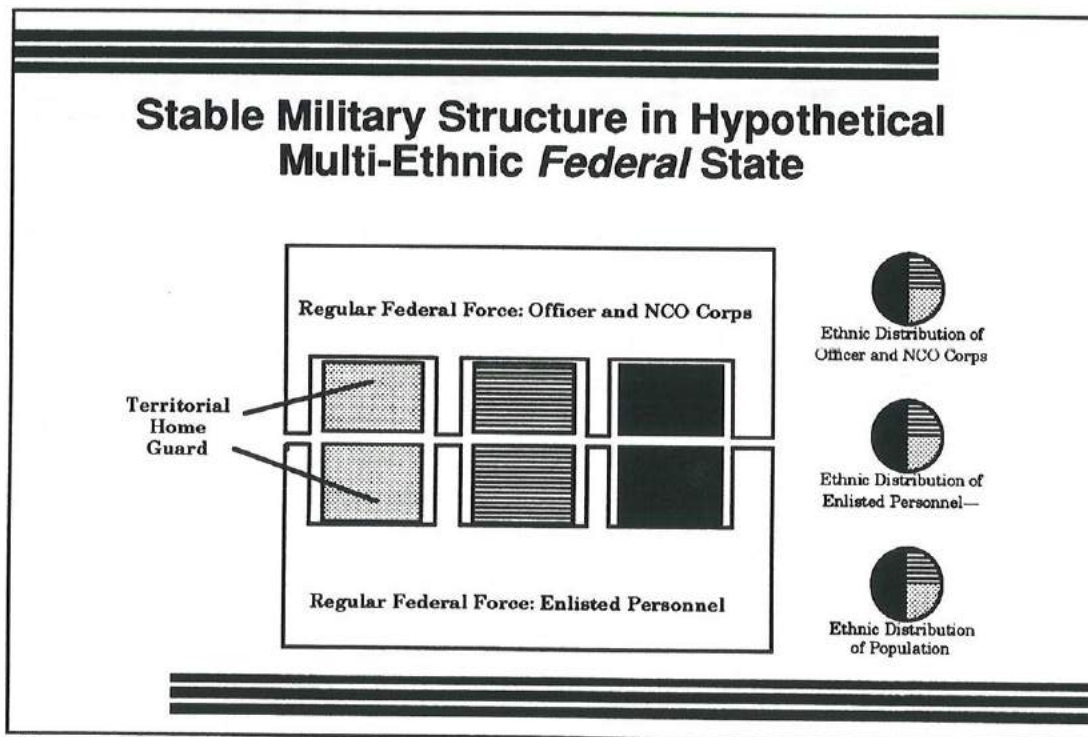 Stable Military Structure in Hypothetical
Multi-Ethnic Federal State
Regular Federal Force: Officer and NCO Corps
Territorial
Home
Guard
Regular Federal Force: Enlisted Personnel
Ethnic Distribution of
Officer and NCO Corps
Ethnic Distribution of
Enlisted Personnel—
Ethnic Distribution
of Population